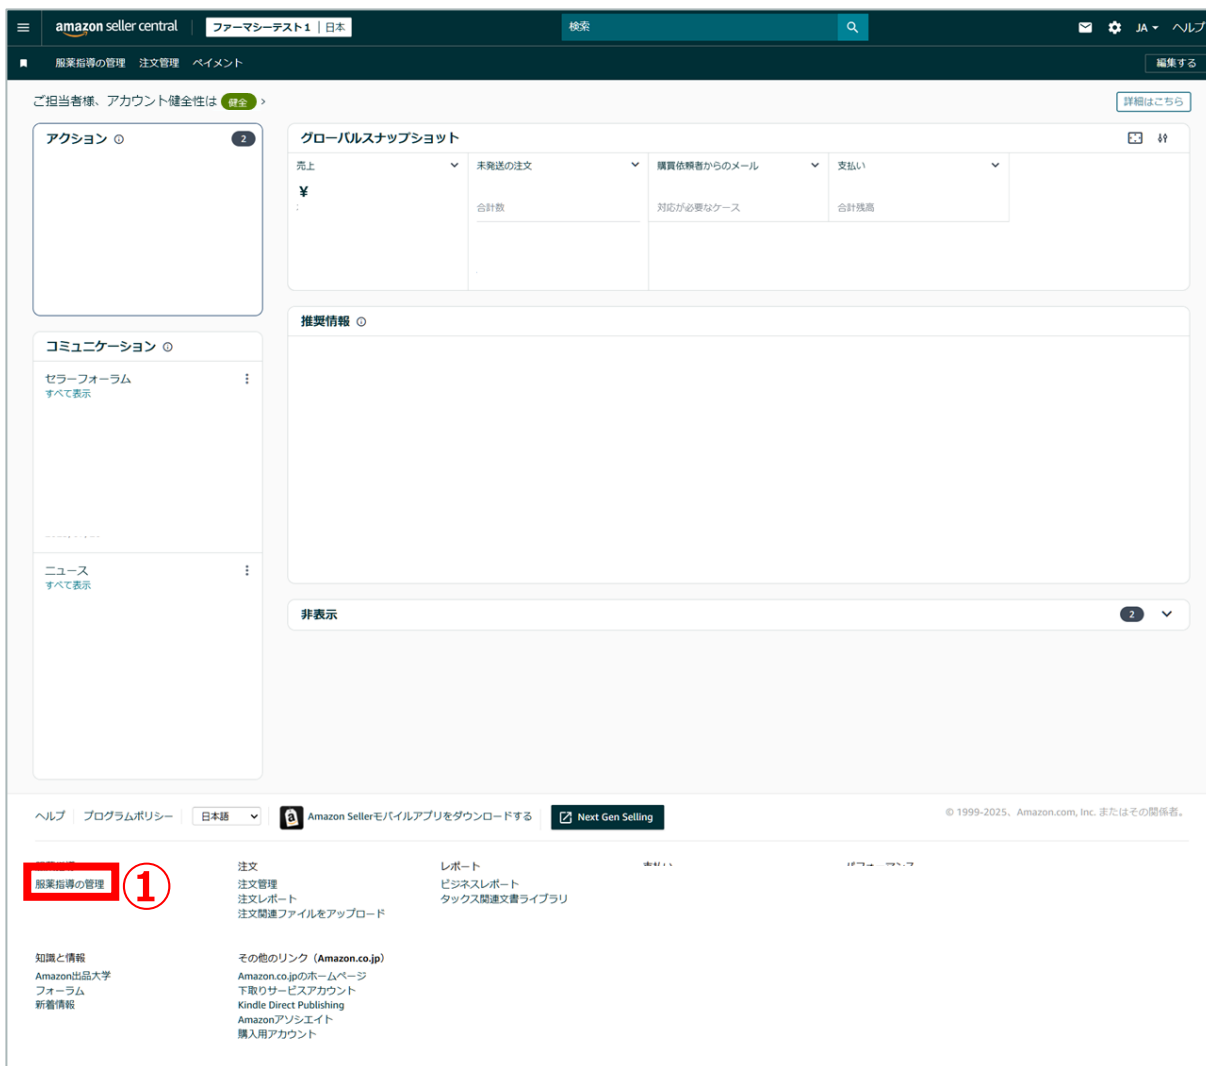 amazon seller central
ファーマシーテスト1 | 日本
検索
JA
ヘルプ
服薬指導の管理 注文管理 ペイメント
編集する
ご担当者様、アカウント健全性は 健全
詳細はこちら
アクション
2
グローバルスナップショット
売上
¥
未発送の注文
合計数
購買依頼者からのメール
対応が必要なケース
支払い
合計残高
推奨情報
コミュニケーション
セラーフォーラム
すべて表示
ニュース
すべて表示
非表示
2
ヘルプ プログラムポリシー 日本語 Amazon Sellerモバイルアプリをダウンロードする Next Gen Selling
© 1999-2025、Amazon.com, Inc. またはその関係者。
服薬指導の管理
①
注文
注文管理
注文レポート
注文関連ファイルをアップロード
レポート
ビジネスレポート
タックス関連文書ライブラリ
パフォーマンス
知識と情報
Amazon出品大学
フォーラム
新着情報
その他のリンク（Amazon.co.jp）
Amazon.co.jpのホームページ
下取りサービスアカウント
Kindle Direct Publishing
Amazonアソシエイト
購入用アカウント